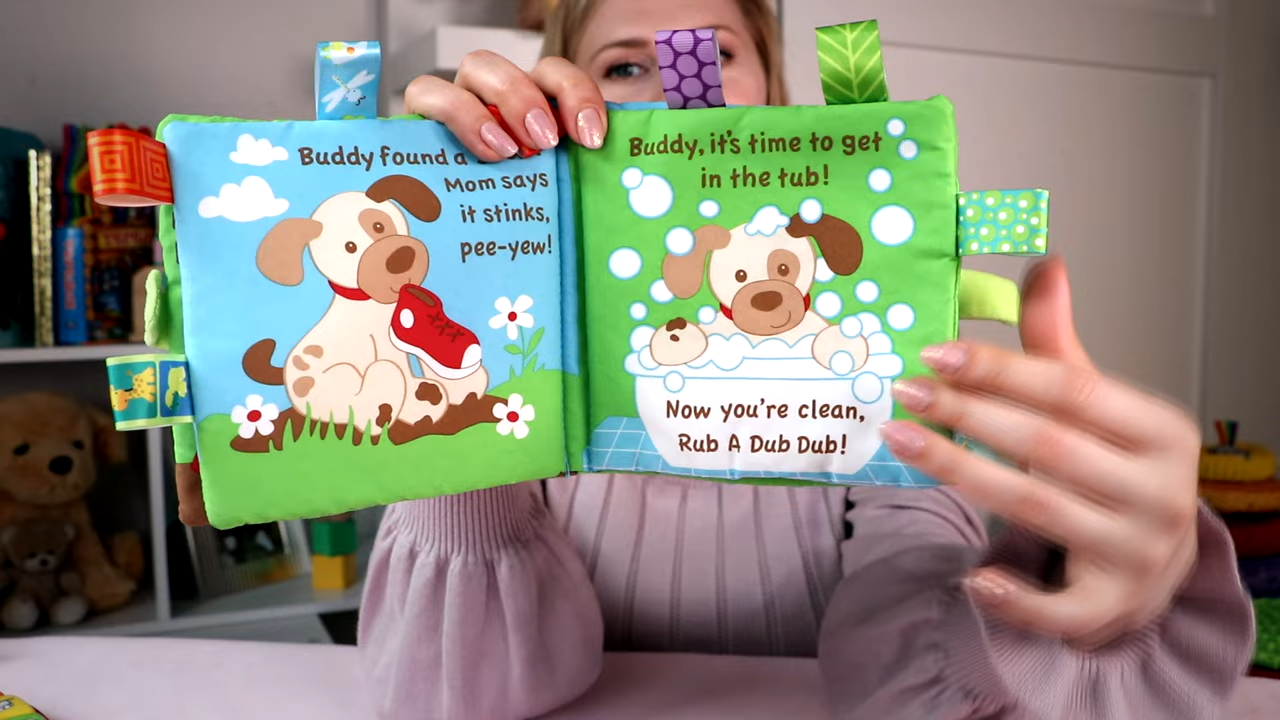 Buddy found a
Mom says
it stinks,
pee-yew!
Buddy, it's time to get
in the tub!
Now you're clean,
Rub A Dub Dub!